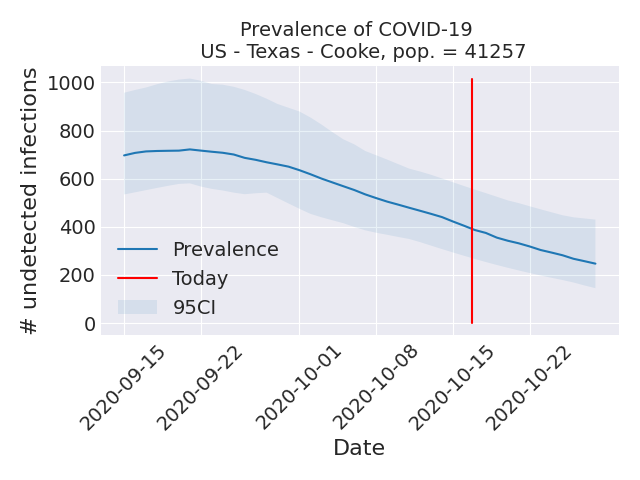 Prevalence of COVID-19
US - Texas - Cooke, pop. = 41257
# undetected infections
1000
800
600
400
200
0
Prevalence
Today
95CI
2020-09-15
2020-09-22
2020-10-01
2020-10-08
2020-10-15
2020-10-22
Date